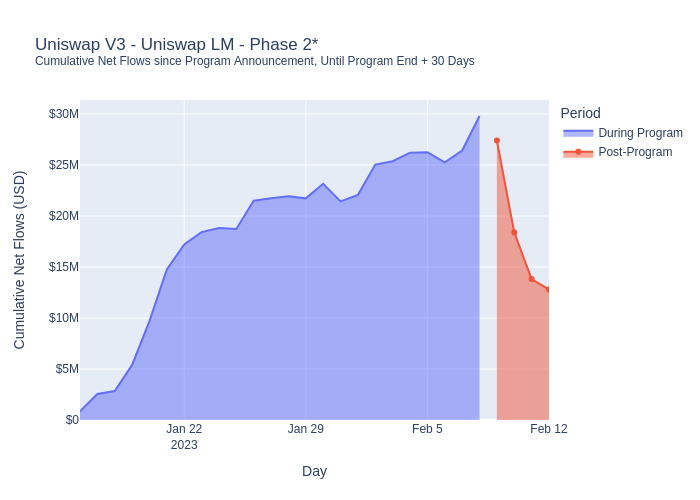 Uniswap V3 - Uniswap LM - Phase 2*
Cumulative Net Flows since Program Announcement, Until Program End + 30 Days
Cumulative Net Flows (USD)
$30M
$25M
$20M
$15M
$10M
$5M
$0
Jan 22
2023
Jan 29
Feb 5
Feb 12
Day
Period
During Program
Post-Program